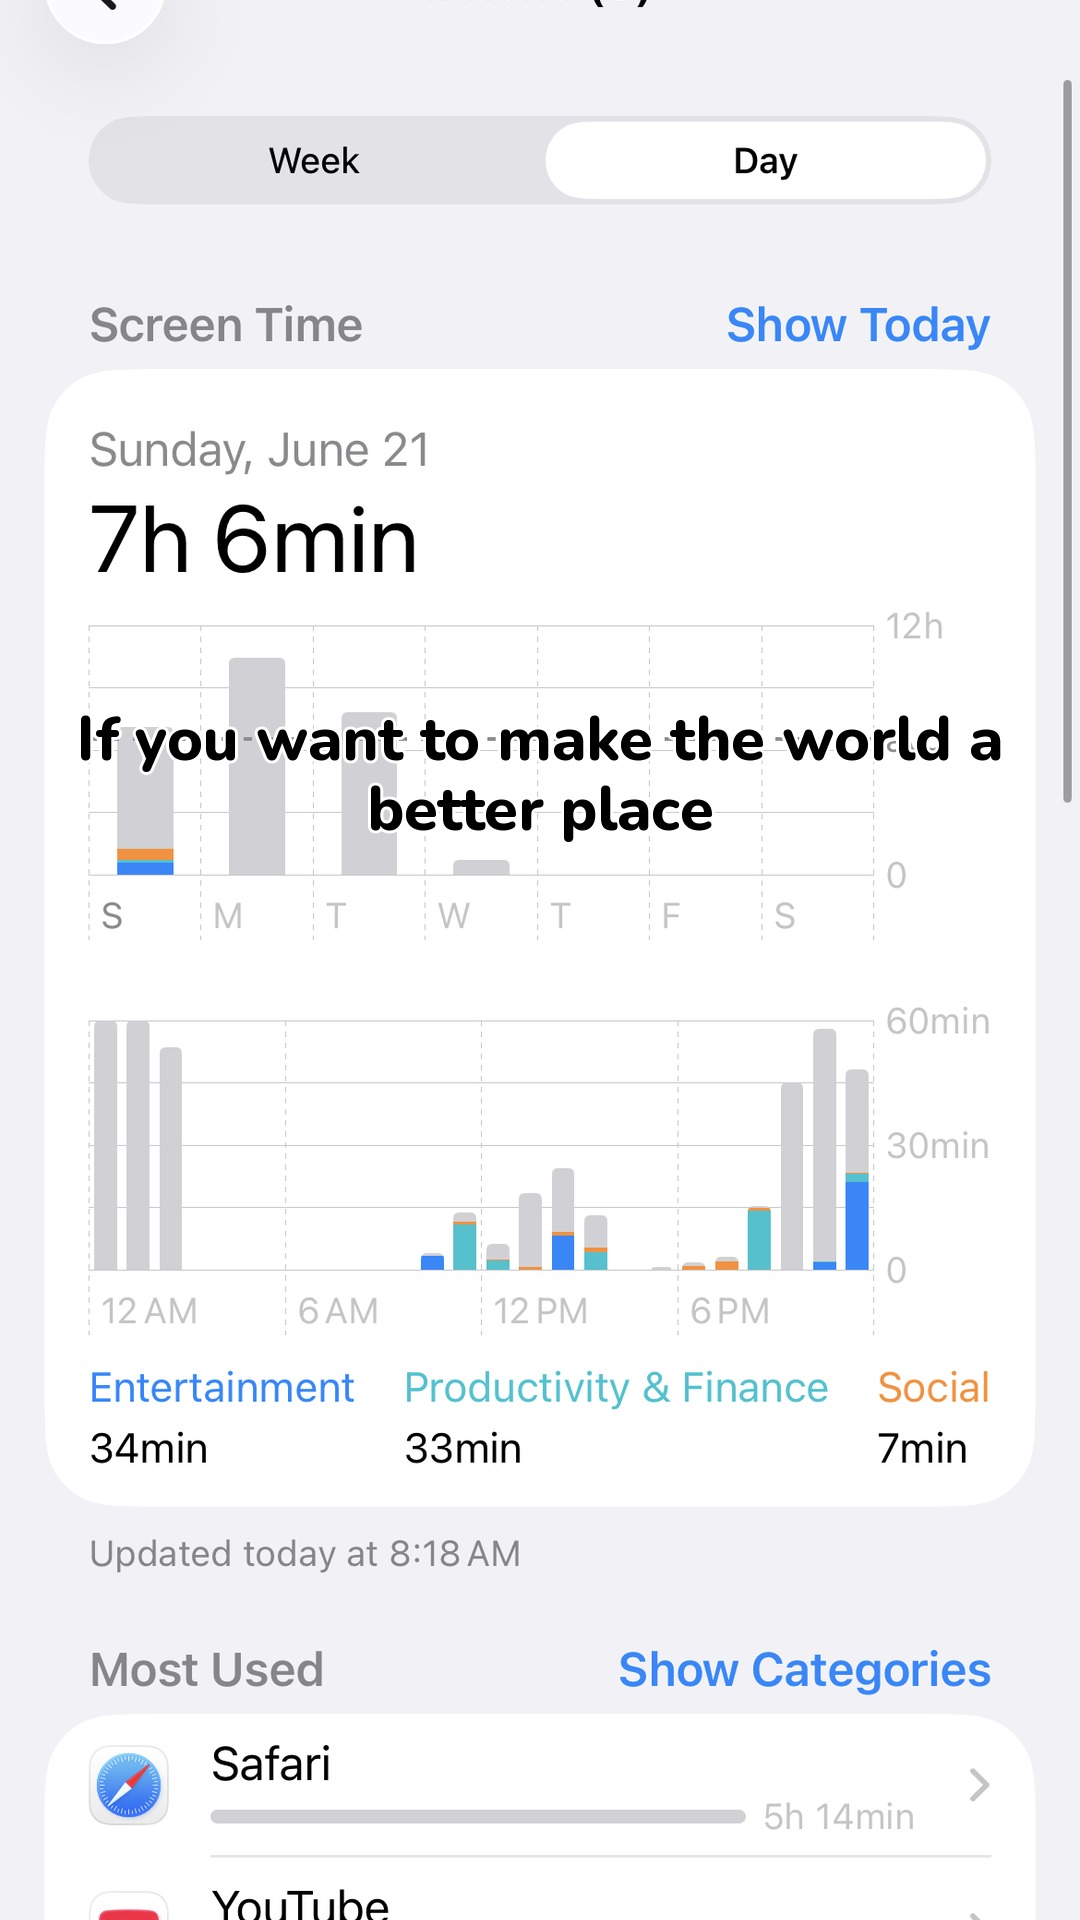 Week
Day
Screen Time
Show Today
Sunday, June 21
7h 6min
12h
If you want to make the world a
better place
0
S M T W T F S
60min
30min
0
12 AM 6 AM 12 PM 6 PM
Entertainment Productivity & Finance Social
34min 33min 7min
Updated today at 8:18 AM
Most Used
Show Categories
Safari
5h 14min
YouTube